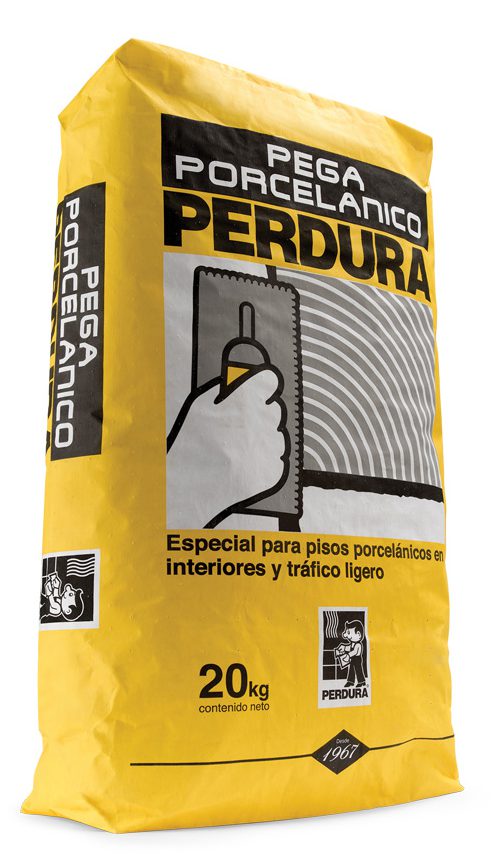 PEGA
PORCELANICO
PERDURA
Especial para pisos porcelánicos en
interiores y tráfico ligero
20kg
contenido neto
PERDURA
Desde
1967
PEGA
PORCELANICO
PERDURA